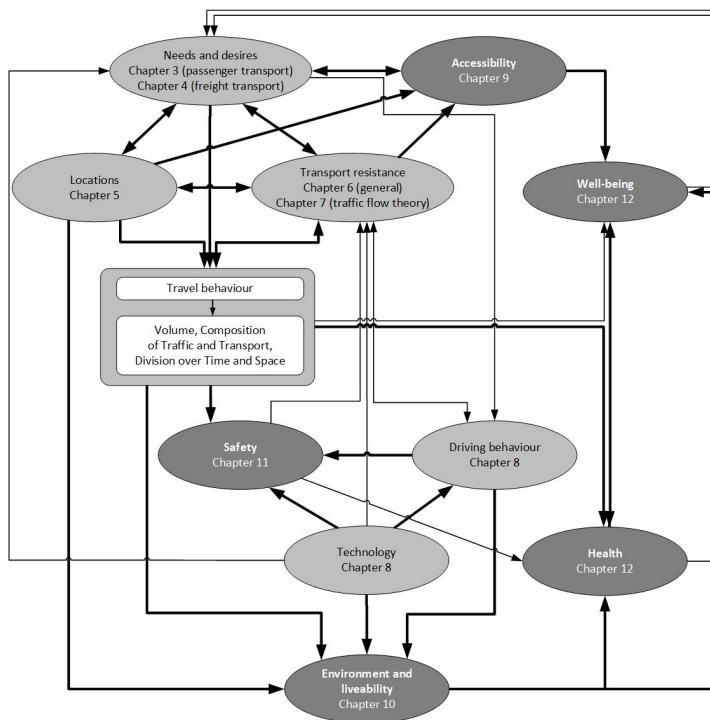 Needs and desires
Chapter 3 (passenger transport)
Chapter 4 (freight transport)
Accessibility
Chapter 9
Locations
Chapter 5
Transport resistance
Chapter 6 (general)
Chapter 7 (traffic flow theory)
Well-being
Chapter 12
Travel behaviour
Volume, Composition
of Traffic and Transport,
Division over Time and Space
Safety
Chapter 11
Driving behaviour
Chapter 8
Technology
Chapter 8
Health
Chapter 12
Environment and
liveability
Chapter 10